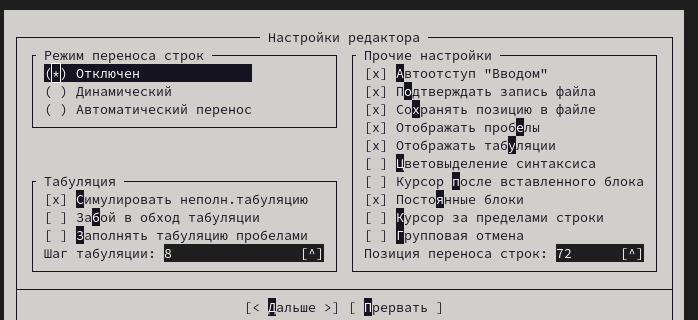 Настройки редактора
Режим переноса строк
(*) Отключен
( ) Динамический
( ) Автоматический перенос
Табуляция
[x] Симулировать неполн.табуляцию
[ ] Забой в обход табуляции
[ ] Заполнять табуляцию пробелами
Шаг табуляции: 8 [^]
Прочие настройки
[x] Автоотступ "Вводом"
[x] Подтверждать запись файла
[x] Сохранять позицию в файле
[x] Отображать пробелы
[x] Отображать табуляции
[ ] Цветовыделение синтаксиса
[ ] Курсор после вставленного блока
[x] Постоянные блоки
[ ] Курсор за пределами строки
[ ] Групповая отмена
Позиция переноса строк: 72 [^]
[< Дальше >] [ Прервать ]